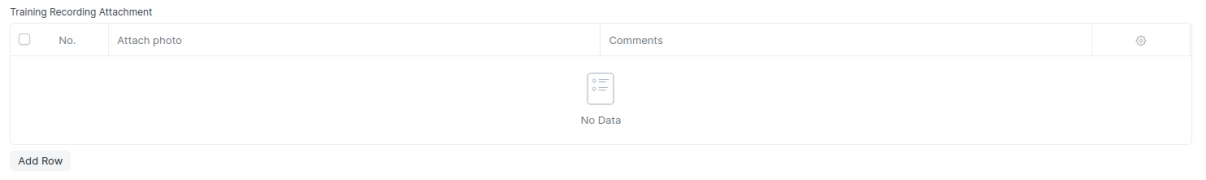 Training Recording Attachment
No. Attach photo Comments
No Data
Add Row